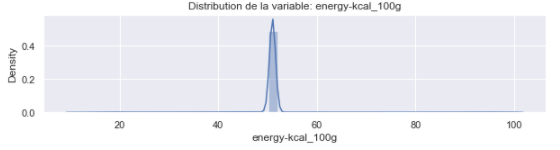 Distribution de la variable: energy-kcal_100g
Density
0.4
0.2
0.0
20 40 60 80 100
energy-kcal_100g